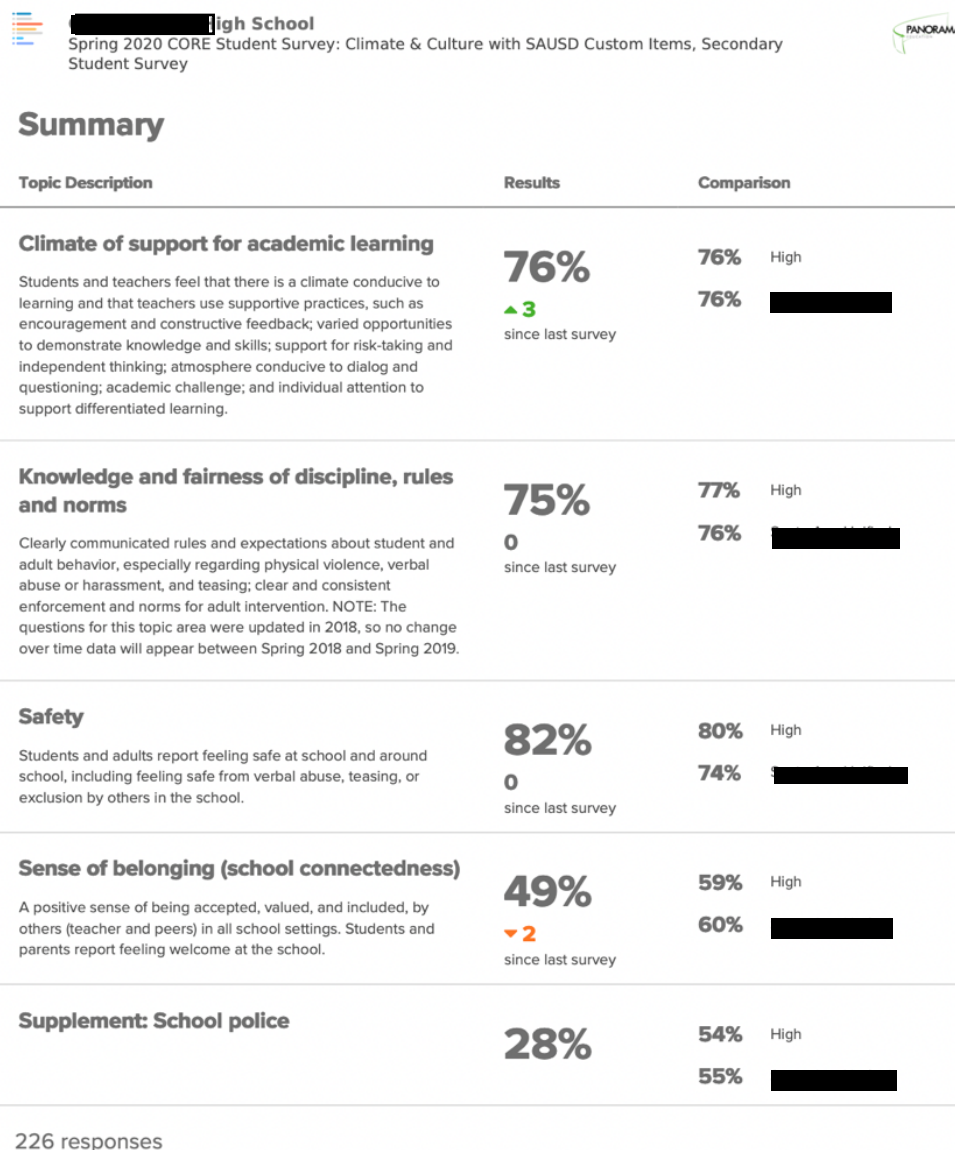 igh School
Spring 2020 CORE Student Survey: Climate & Culture with SAUSD Custom Items, Secondary
Student Survey
PANORAMA
Summary
Topic Description Results Comparison
Climate of support for academic learning
Students and teachers feel that there is a climate conducive to
learning and that teachers use supportive practices, such as
encouragement and constructive feedback; varied opportunities
to demonstrate knowledge and skills; support for risk-taking and
independent thinking; atmosphere conducive to dialog and
questioning; academic challenge; and individual attention to
support differentiated learning.
76%
3
since last survey
76% High
76%
Knowledge and fairness of discipline, rules
and norms
Clearly communicated rules and expectations about student and
adult behavior, especially regarding physical violence, verbal
abuse or harassment, and teasing; clear and consistent
enforcement and norms for adult intervention. NOTE: The
questions for this topic area were updated in 2018, so no change
over time data will appear between Spring 2018 and Spring 2019.
75%
0
since last survey
77% High
76%
Safety
Students and adults report feeling safe at school and around
school, including feeling safe from verbal abuse, teasing, or
exclusion by others in the school.
82%
0
since last survey
80% High
74%
Sense of belonging (school connectedness)
A positive sense of being accepted, valued, and included, by
others (teacher and peers) in all school settings. Students and
parents report feeling welcome at the school.
49%
2
since last survey
59% High
60%
Supplement: School police
28%
54% High
55%
226 responses